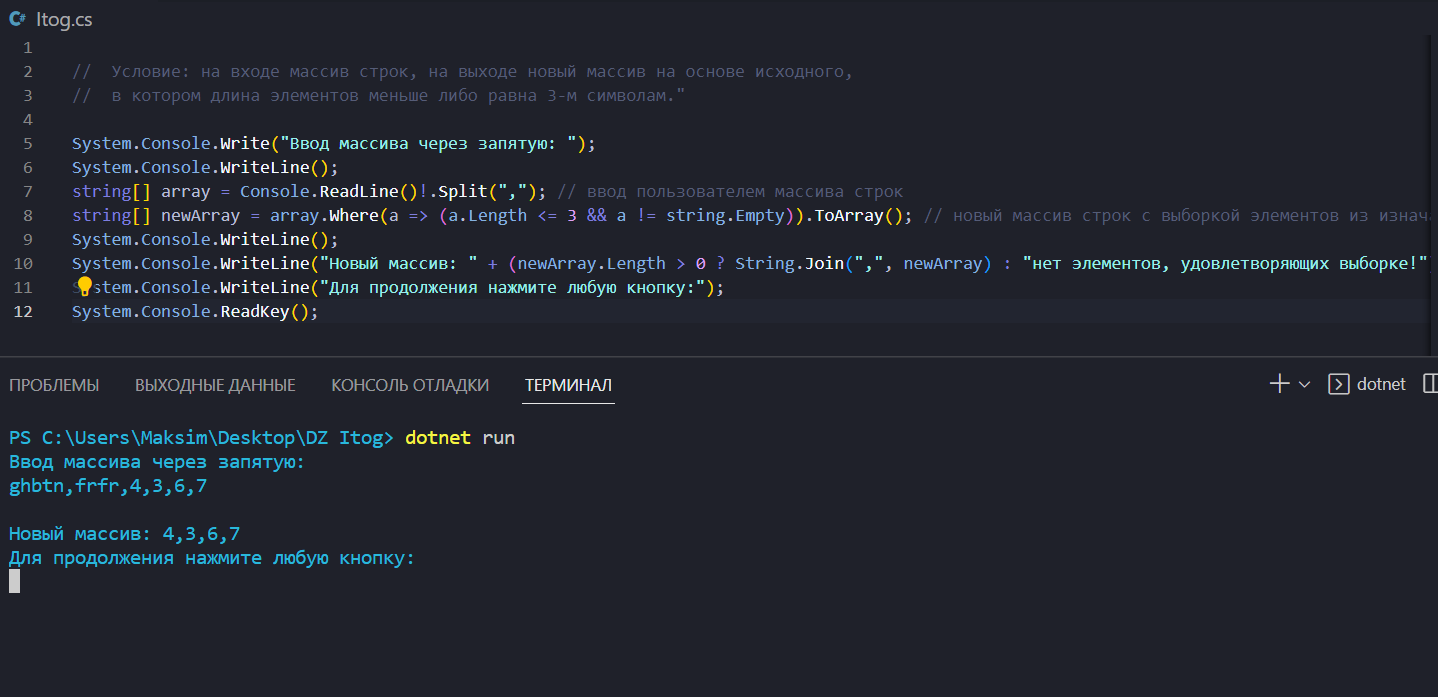 C# Itog.cs
1
2 //  Условие: на входе массив строк, на выходе новый массив на основе исходного,
3 //  в котором длина элементов меньше либо равна 3-м символам."
4
5 System.Console.Write("Ввод массива через запятую: ");
6 System.Console.WriteLine();
7 string[] array = Console.ReadLine()!.Split(","); // ввод пользователем массива строк
8 string[] newArray = array.Where(a => (a.Length <= 3 && a != string.Empty)).ToArray(); // новый массив строк с выборкой элементов из изнач
9 System.Console.WriteLine();
10 System.Console.WriteLine("Новый массив: " + (newArray.Length > 0 ? String.Join(",", newArray) : "нет элементов, удовлетворяющих выборке!"
11 System.Console.WriteLine("Для продолжения нажмите любую кнопку:");
12 System.Console.ReadKey();
ПРОБЛЕМЫ ВЫХОДНЫЕ ДАННЫЕ КОНСОЛЬ ОТЛАДКИ ТЕРМИНАЛ dotnet
PS C:\Users\Maksim\Desktop\DZ Itog> dotnet run
Ввод массива через запятую:
ghbtn,frfr,4,3,6,7
Новый массив: 4,3,6,7
Для продолжения нажмите любую кнопку: